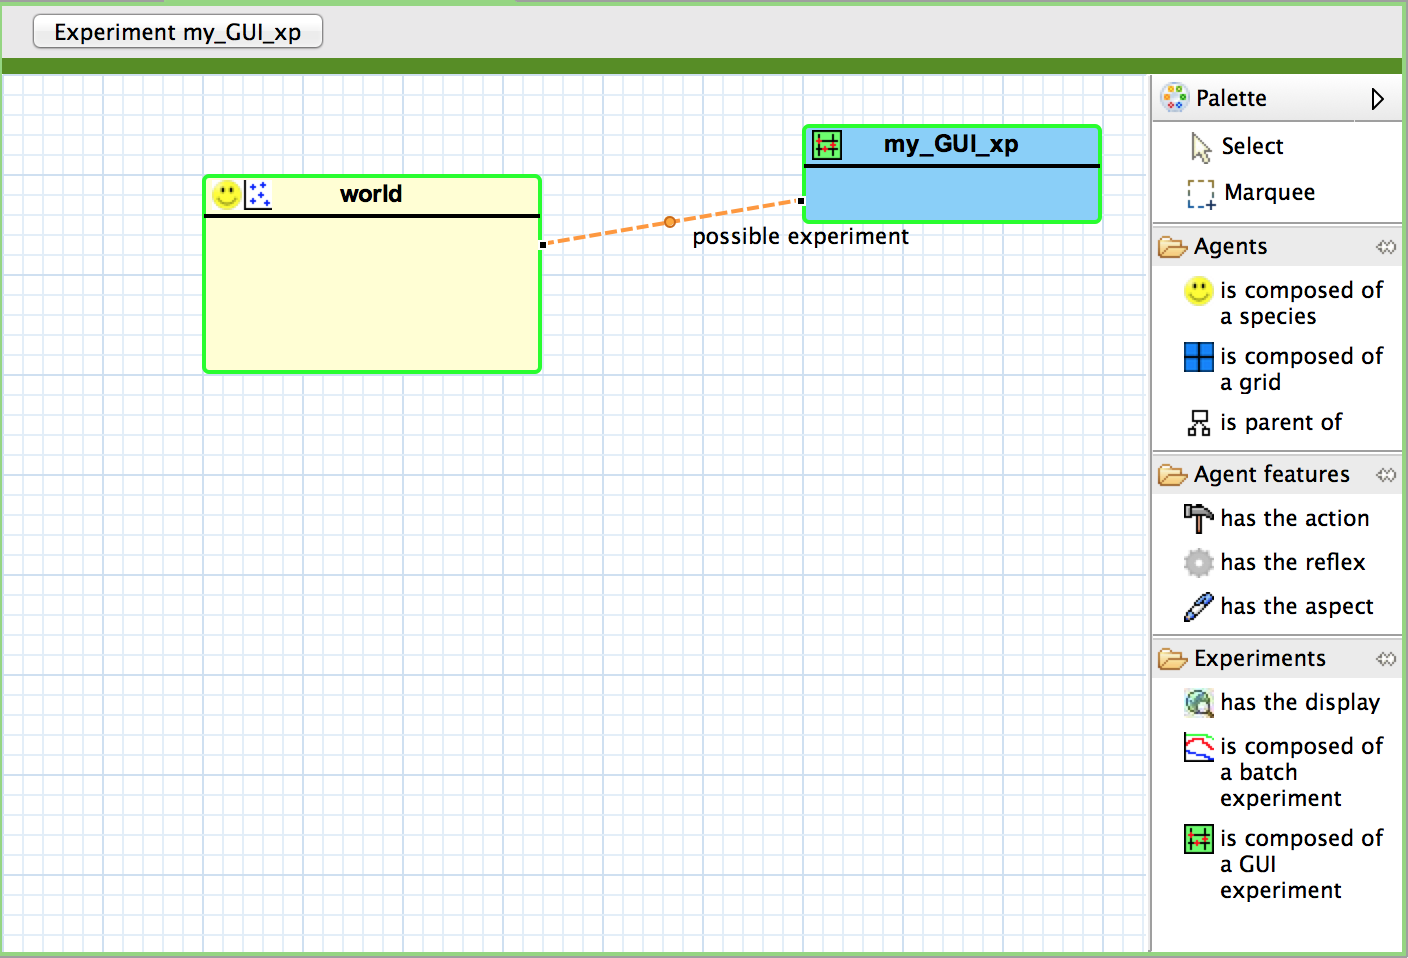 Experiment my_GUI_xp
Palette
Select
Marquee
Agents
is composed of
a species
is composed of
a grid
is parent of
Agent features
has the action
has the reflex
has the aspect
Experiments
has the display
is composed of
a batch
experiment
is composed of
a GUI
experiment
my_GUI_xp
world
possible experiment